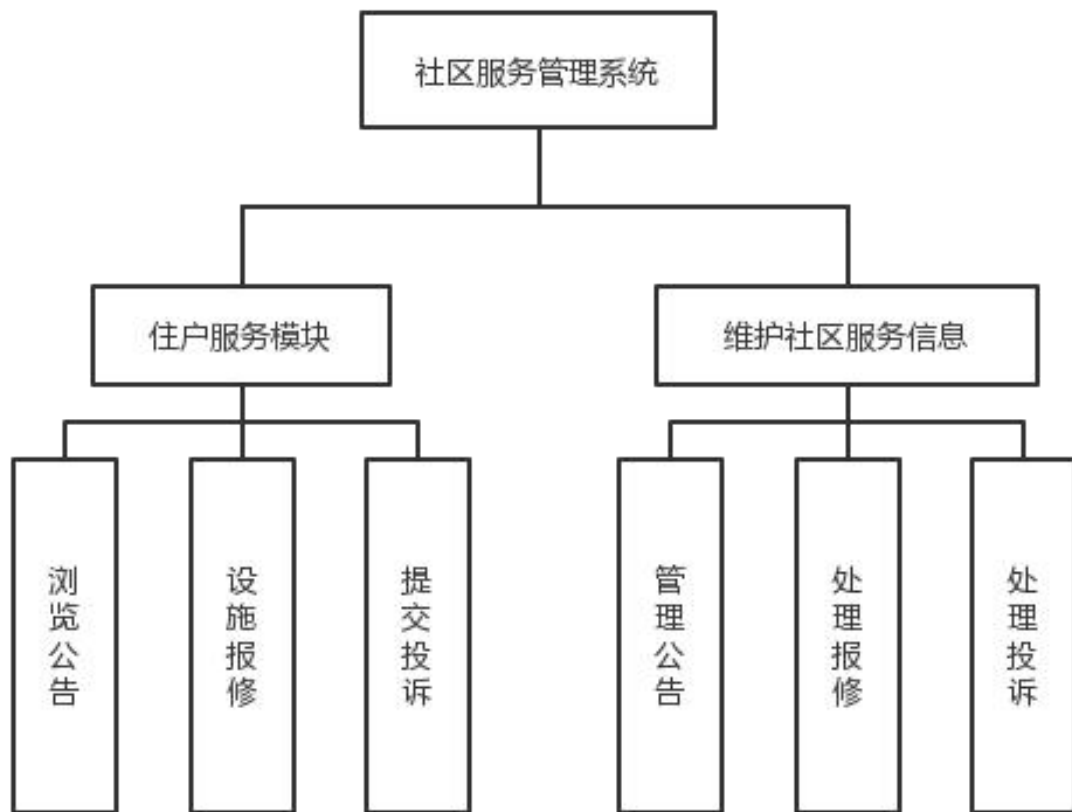 社区服务管理系统
住户服务模块
维护社区服务信息
浏览公告
设施报修
提交投诉
管理公告
处理报修
处理投诉